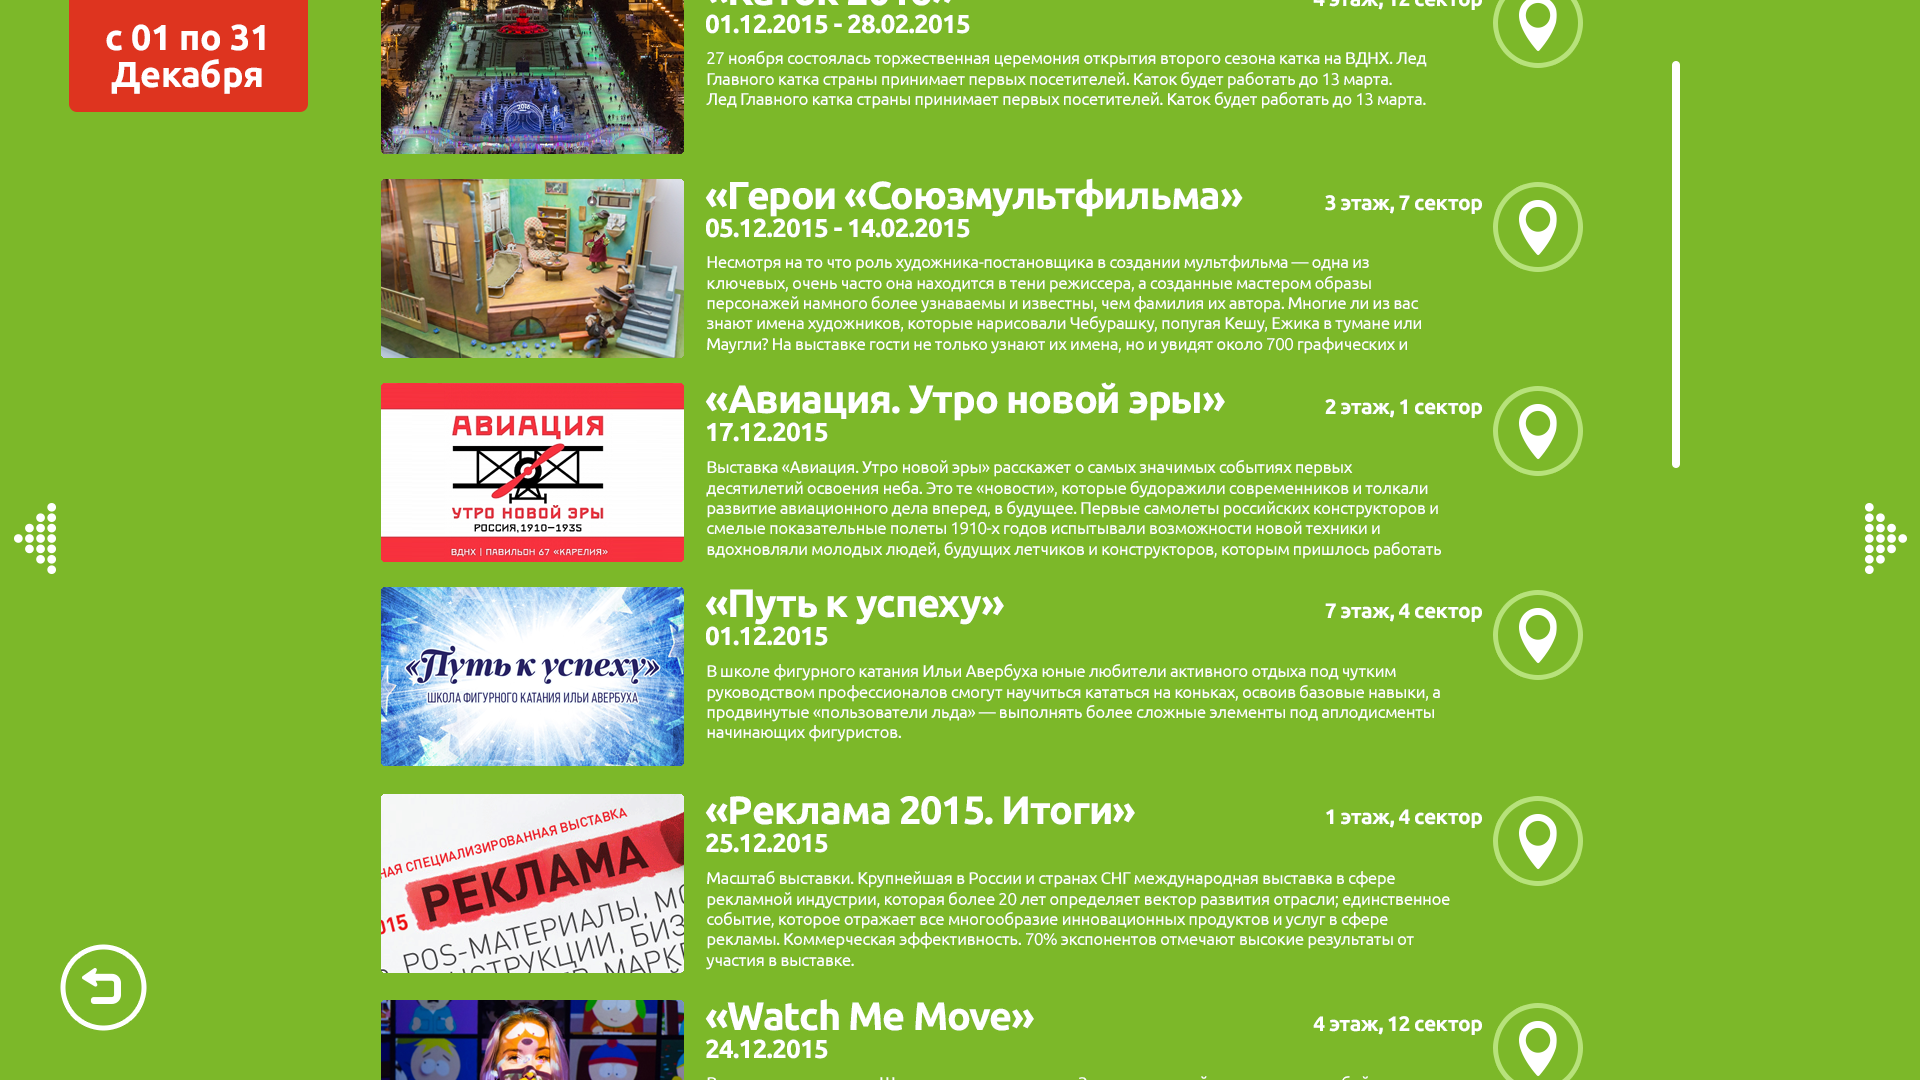 с 01 по 31
Декабря
«Каток 2016»
4 этаж, 12 сектор
01.12.2015 - 28.02.2015
27 ноября состоялась торжественная церемония открытия второго сезона катка на ВДНХ. Лед
Главного катка страны принимает первых посетителей. Каток будет работать до 13 марта.
Лед Главного катка страны принимает первых посетителей. Каток будет работать до 13 марта.
«Герои «Союзмультфильма»
3 этаж, 7 сектор
05.12.2015 - 14.02.2015
Несмотря на то что роль художника-постановщика в создании мультфильма — одна из
ключевых, очень часто она находится в тени режиссера, а созданные мастером образы
персонажей намного более узнаваемы и известны, чем фамилия их автора. Многие ли из вас
знают имена художников, которые нарисовали Чебурашку, попугая Кешу, Ежика в тумане или
Маугли? На выставке гости не только узнают их имена, но и увидят около 700 графических и
АВИАЦИЯ
УТРО НОВОЙ ЭРЫ
РОССИЯ,1910–1935
ВДНХ | ПАВИЛЬОН 67 «КАРЕЛИЯ»
«Авиация. Утро новой эры»
2 этаж, 1 сектор
17.12.2015
Выставка «Авиация. Утро новой эры» расскажет о самых значимых событиях первых
десятилетий освоения неба. Это те «новости», которые будоражили современников и толкали
развитие авиационного дела вперед, в будущее. Первые самолеты российских конструкторов и
смелые показательные полеты 1910-х годов испытывали возможности новой техники и
вдохновляли молодых людей, будущих летчиков и конструкторов, которым пришлось работать
«Путь к успеху»
ШКОЛА ФИГУРНОГО КАТАНИЯ ИЛЬИ АВЕРБУХА
«Путь к успеху»
7 этаж, 4 сектор
01.12.2015
В школе фигурного катания Ильи Авербуха юные любители активного отдыха под чутким
руководством профессионалов смогут научиться кататься на коньках, освоив базовые навыки, а
продвинутые «пользователи льда» — выполнять более сложные элементы под аплодисменты
начинающих фигуристов.
НАЯ СПЕЦИАЛИЗИРОВАННАЯ ВЫСТАВКА
РЕКЛАМА
015
POS-МАТЕРИАЛЫ, МО
НСТРУКЦИИ, БИЗ
МАРК
«Реклама 2015. Итоги»
1 этаж, 4 сектор
25.12.2015
Масштаб выставки. Крупнейшая в России и странах СНГ международная выставка в сфере
рекламной индустрии, которая более 20 лет определяет вектор развития отрасли; единственное
событие, которое отражает все многообразие инновационных продуктов и услуг в сфере
рекламы. Коммерческая эффективность. 70% экспонентов отмечают высокие результаты от
участия в выставке.
«Watch Me Move»
4 этаж, 12 сектор
24.12.2015